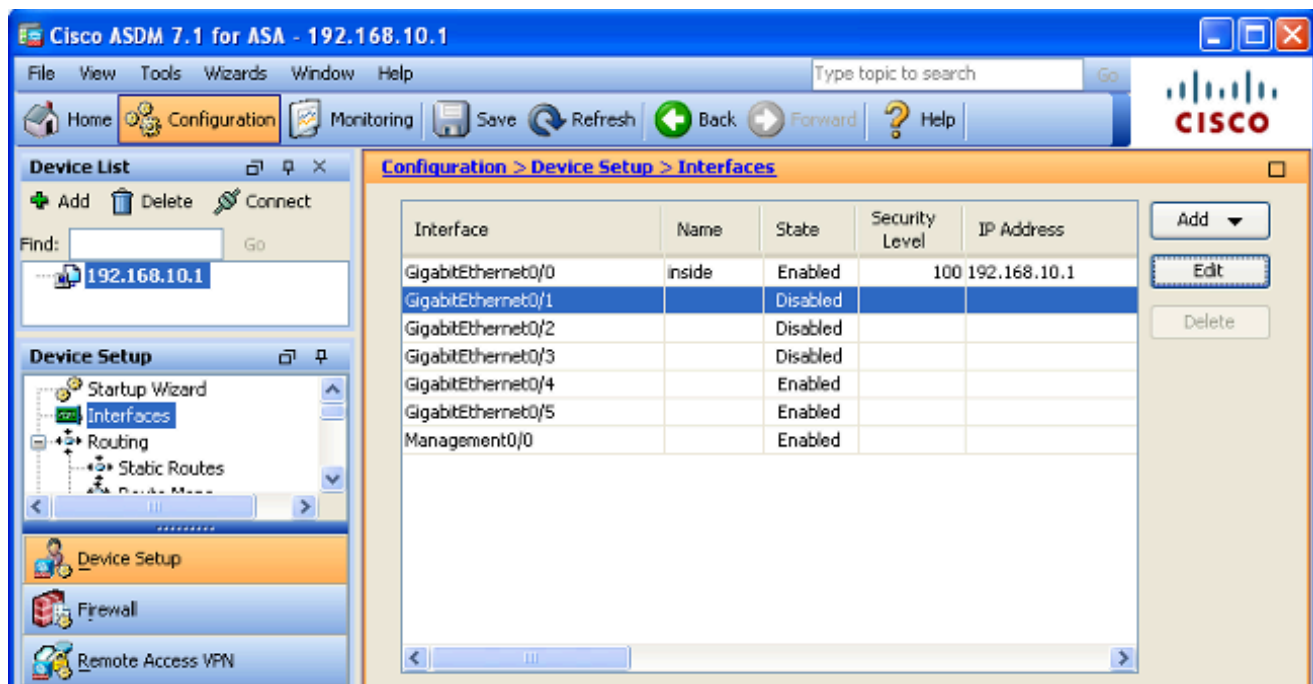 Cisco ASDM 7.1 for ASA - 192.168.10.1
File View Tools Wizards Window Help
Type topic to search Go
Home Configuration Monitoring Save Refresh Back Forward Help
CISCO
Device List
Add Delete Connect
Find: Go
192.168.10.1
Device Setup
Startup Wizard
Interfaces
Routing
Static Routes
Device Setup
Firewall
Remote Access VPN
Configuration > Device Setup > Interfaces
Interface Name State Security Level IP Address
GigabitEthernet0/0 inside Enabled 100 192.168.10.1
GigabitEthernet0/1 Disabled
GigabitEthernet0/2 Disabled
GigabitEthernet0/3 Disabled
GigabitEthernet0/4 Enabled
GigabitEthernet0/5 Enabled
Management0/0 Enabled
Add
Edit
Delete